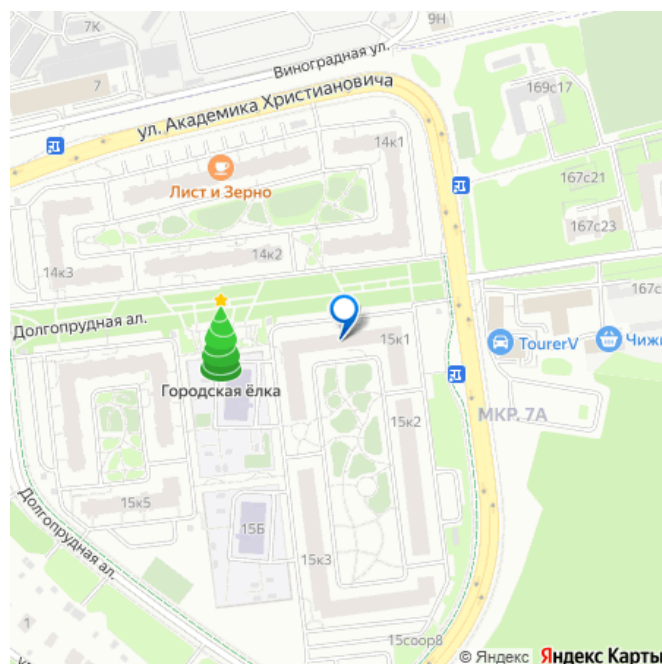 7К
9Н
Виноградная ул.
7
ул. Академика Христиановича
169с17
14к1
Лист и Зерно
167с21
167с23
14к2
14к3
167с
Долгопрудная ал.
15к1
TourerV
Чижи
Городская ёлка
МКР. 7А
15к2
15к5
Долгопрудная ал.
15Б
15к3
1
15соор8
© Яндекс Яндекс Карты